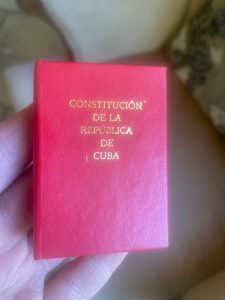 CONSTITUCIÓN
DE LA
REPÚBLICA
DE
CUBA